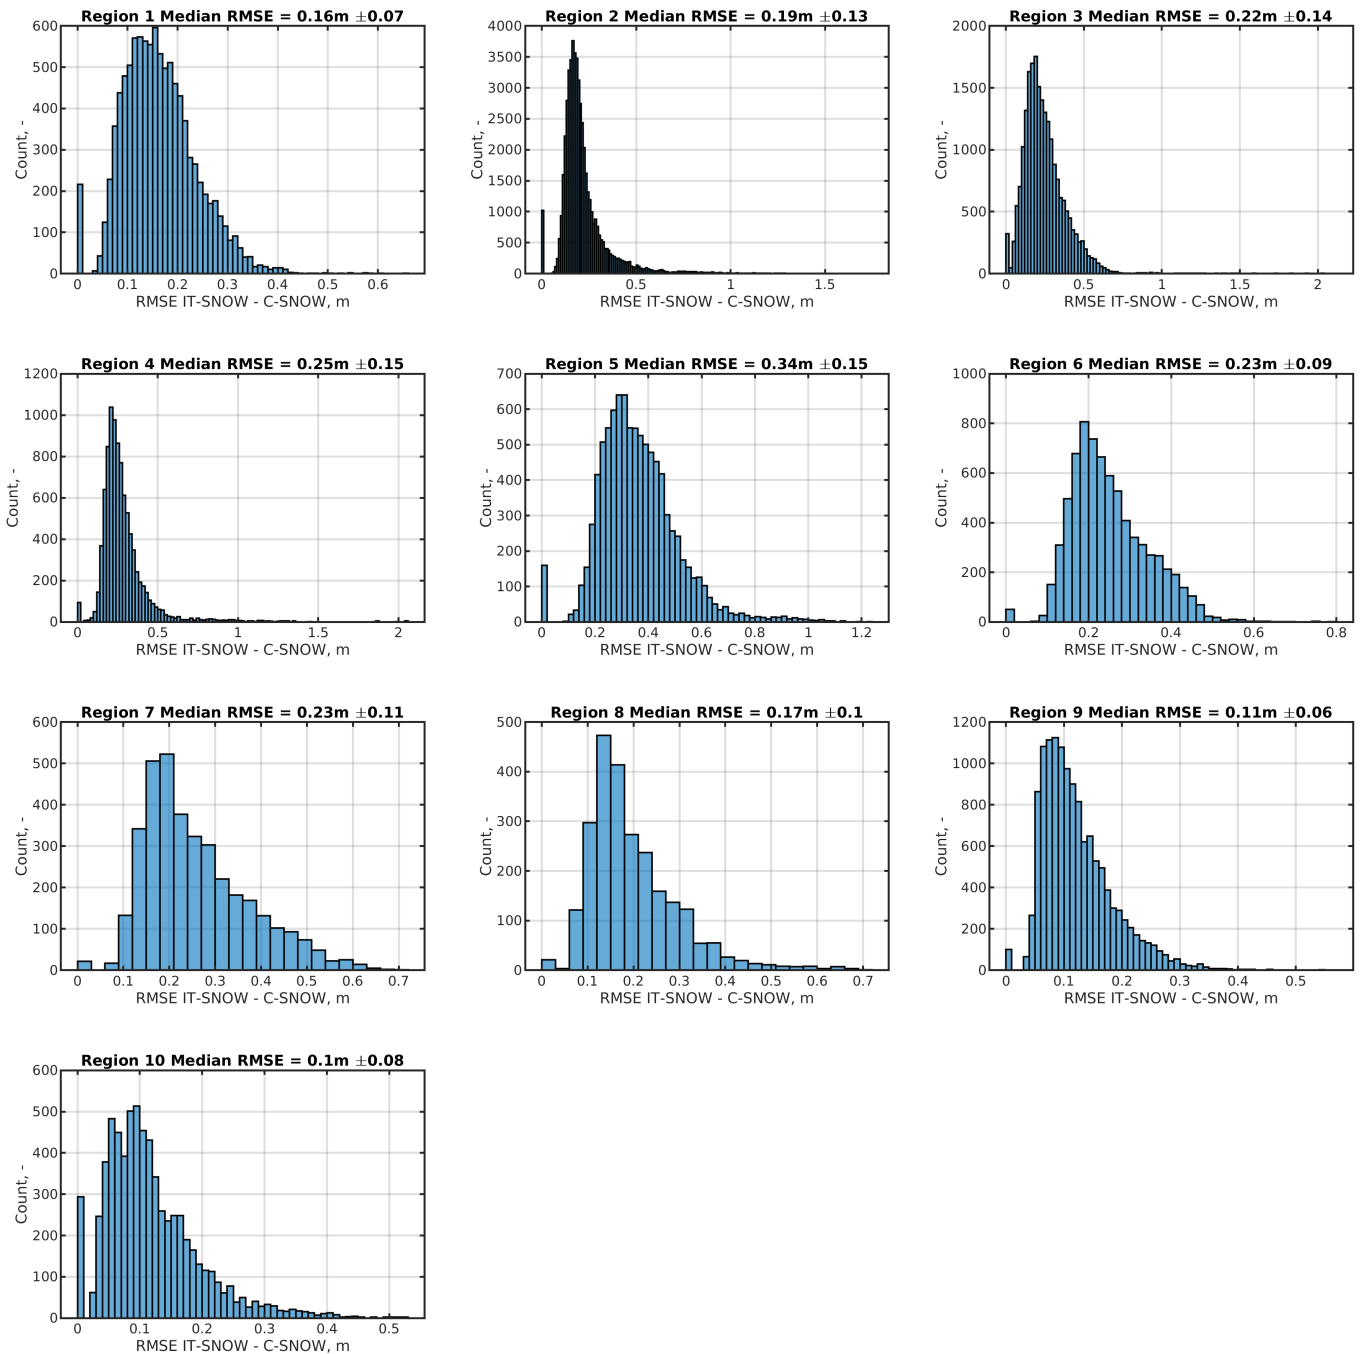 Region 1 Median RMSE = 0.16m ±0.07
600
500
400
300
200
100
0
Count, -
0 0.1 0.2 0.3 0.4 0.5 0.6
RMSE IT-SNOW - C-SNOW, m
Region 2 Median RMSE = 0.19m ±0.13
4000
3500
3000
2500
2000
1500
1000
500
0
Count, -
0 0.5 1 1.5
RMSE IT-SNOW - C-SNOW, m
Region 3 Median RMSE = 0.22m ±0.14
2000
1500
1000
500
0
Count, -
0 0.5 1 1.5 2
RMSE IT-SNOW - C-SNOW, m
Region 4 Median RMSE = 0.25m ±0.15
1200
1000
800
600
400
200
0
Count, -
0 0.5 1 1.5 2
RMSE IT-SNOW - C-SNOW, m
Region 5 Median RMSE = 0.34m ±0.15
700
600
500
400
300
200
100
0
Count, -
0 0.2 0.4 0.6 0.8 1 1.2
RMSE IT-SNOW - C-SNOW, m
Region 6 Median RMSE = 0.23m ±0.09
1000
800
600
400
200
0
Count, -
0 0.2 0.4 0.6 0.8
RMSE IT-SNOW - C-SNOW, m
Region 7 Median RMSE = 0.23m ±0.11
600
500
400
300
200
100
0
Count, -
0 0.1 0.2 0.3 0.4 0.5 0.6 0.7
RMSE IT-SNOW - C-SNOW, m
Region 8 Median RMSE = 0.17m ±0.1
500
400
300
200
100
0
Count, -
0 0.1 0.2 0.3 0.4 0.5 0.6 0.7
RMSE IT-SNOW - C-SNOW, m
Region 9 Median RMSE = 0.11m ±0.06
1200
1000
800
600
400
200
0
Count, -
0 0.1 0.2 0.3 0.4 0.5
RMSE IT-SNOW - C-SNOW, m
Region 10 Median RMSE = 0.1m ±0.08
600
500
400
300
200
100
0
Count, -
0 0.1 0.2 0.3 0.4 0.5
RMSE IT-SNOW - C-SNOW, m